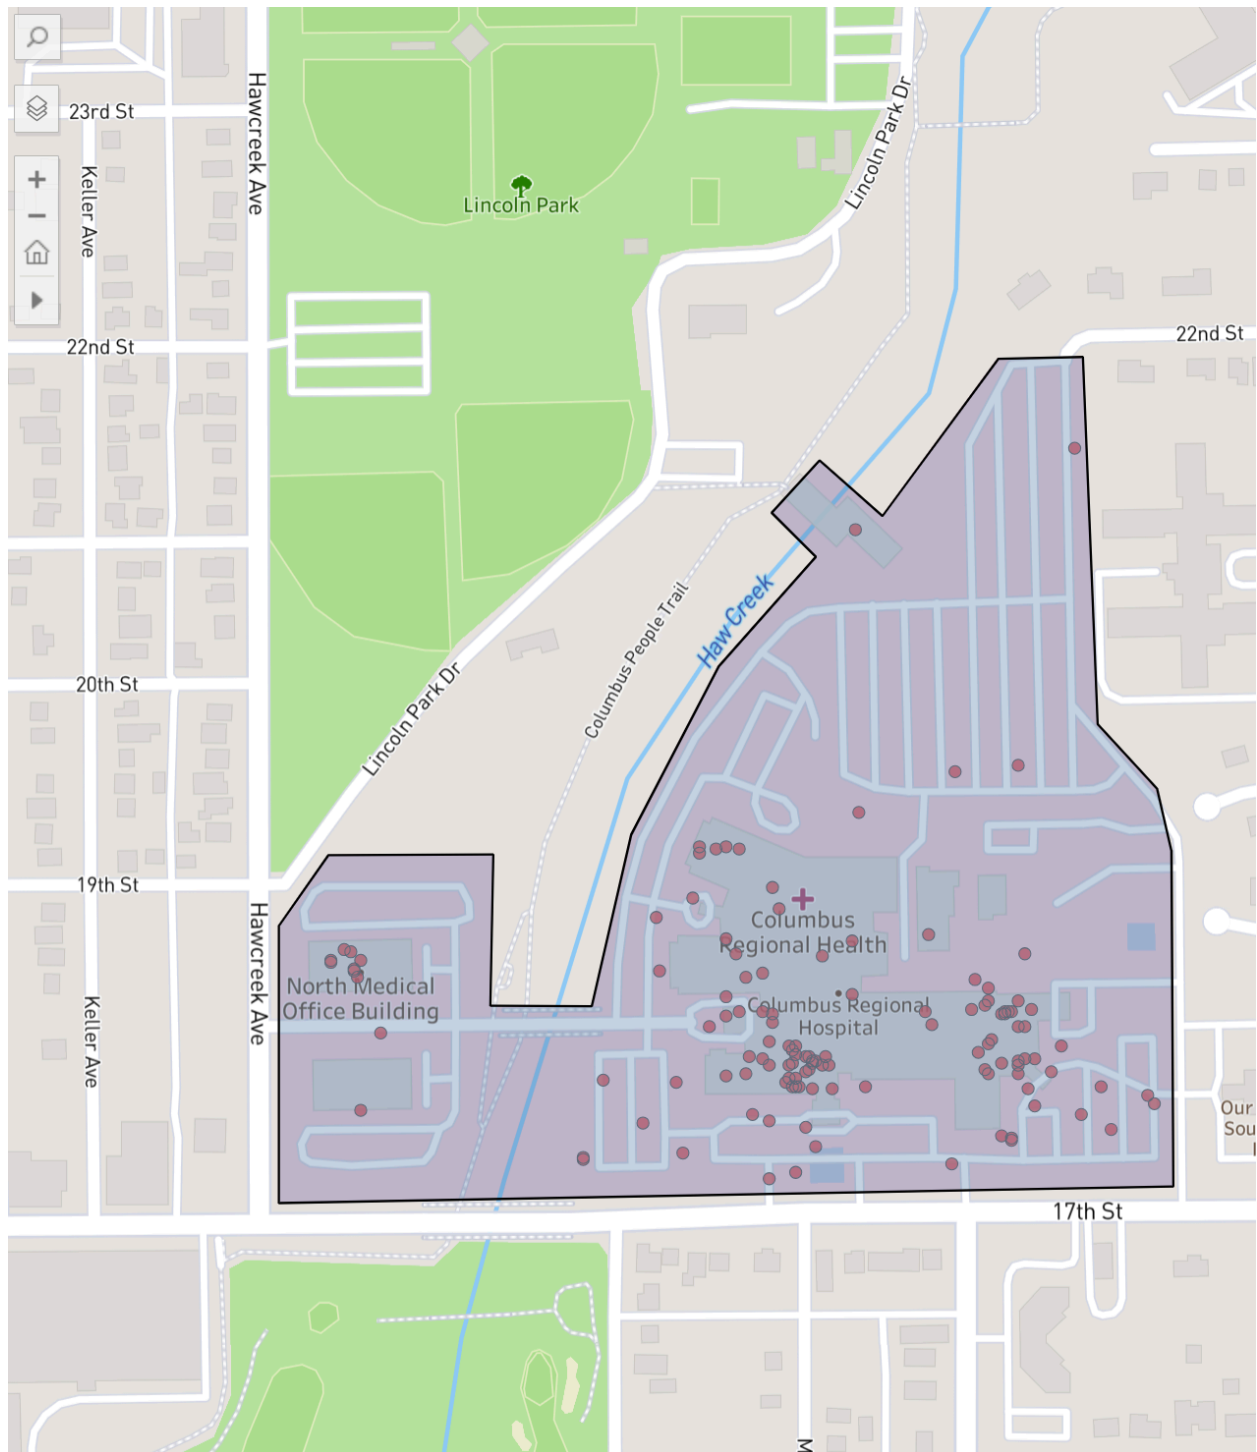 23rd St
Hawcreek Ave
Keller Ave
Lincoln Park Dr
Lincoln Park
22nd St
22nd St
Haw Creek
Columbus People Trail
20th St
Lincoln Park Dr
19th St
Hawcreek Ave
Columbus
Regional Health
North Medical
Office Building
Columbus Regional
Hospital
Keller Ave
Our
Sou
17th St
M